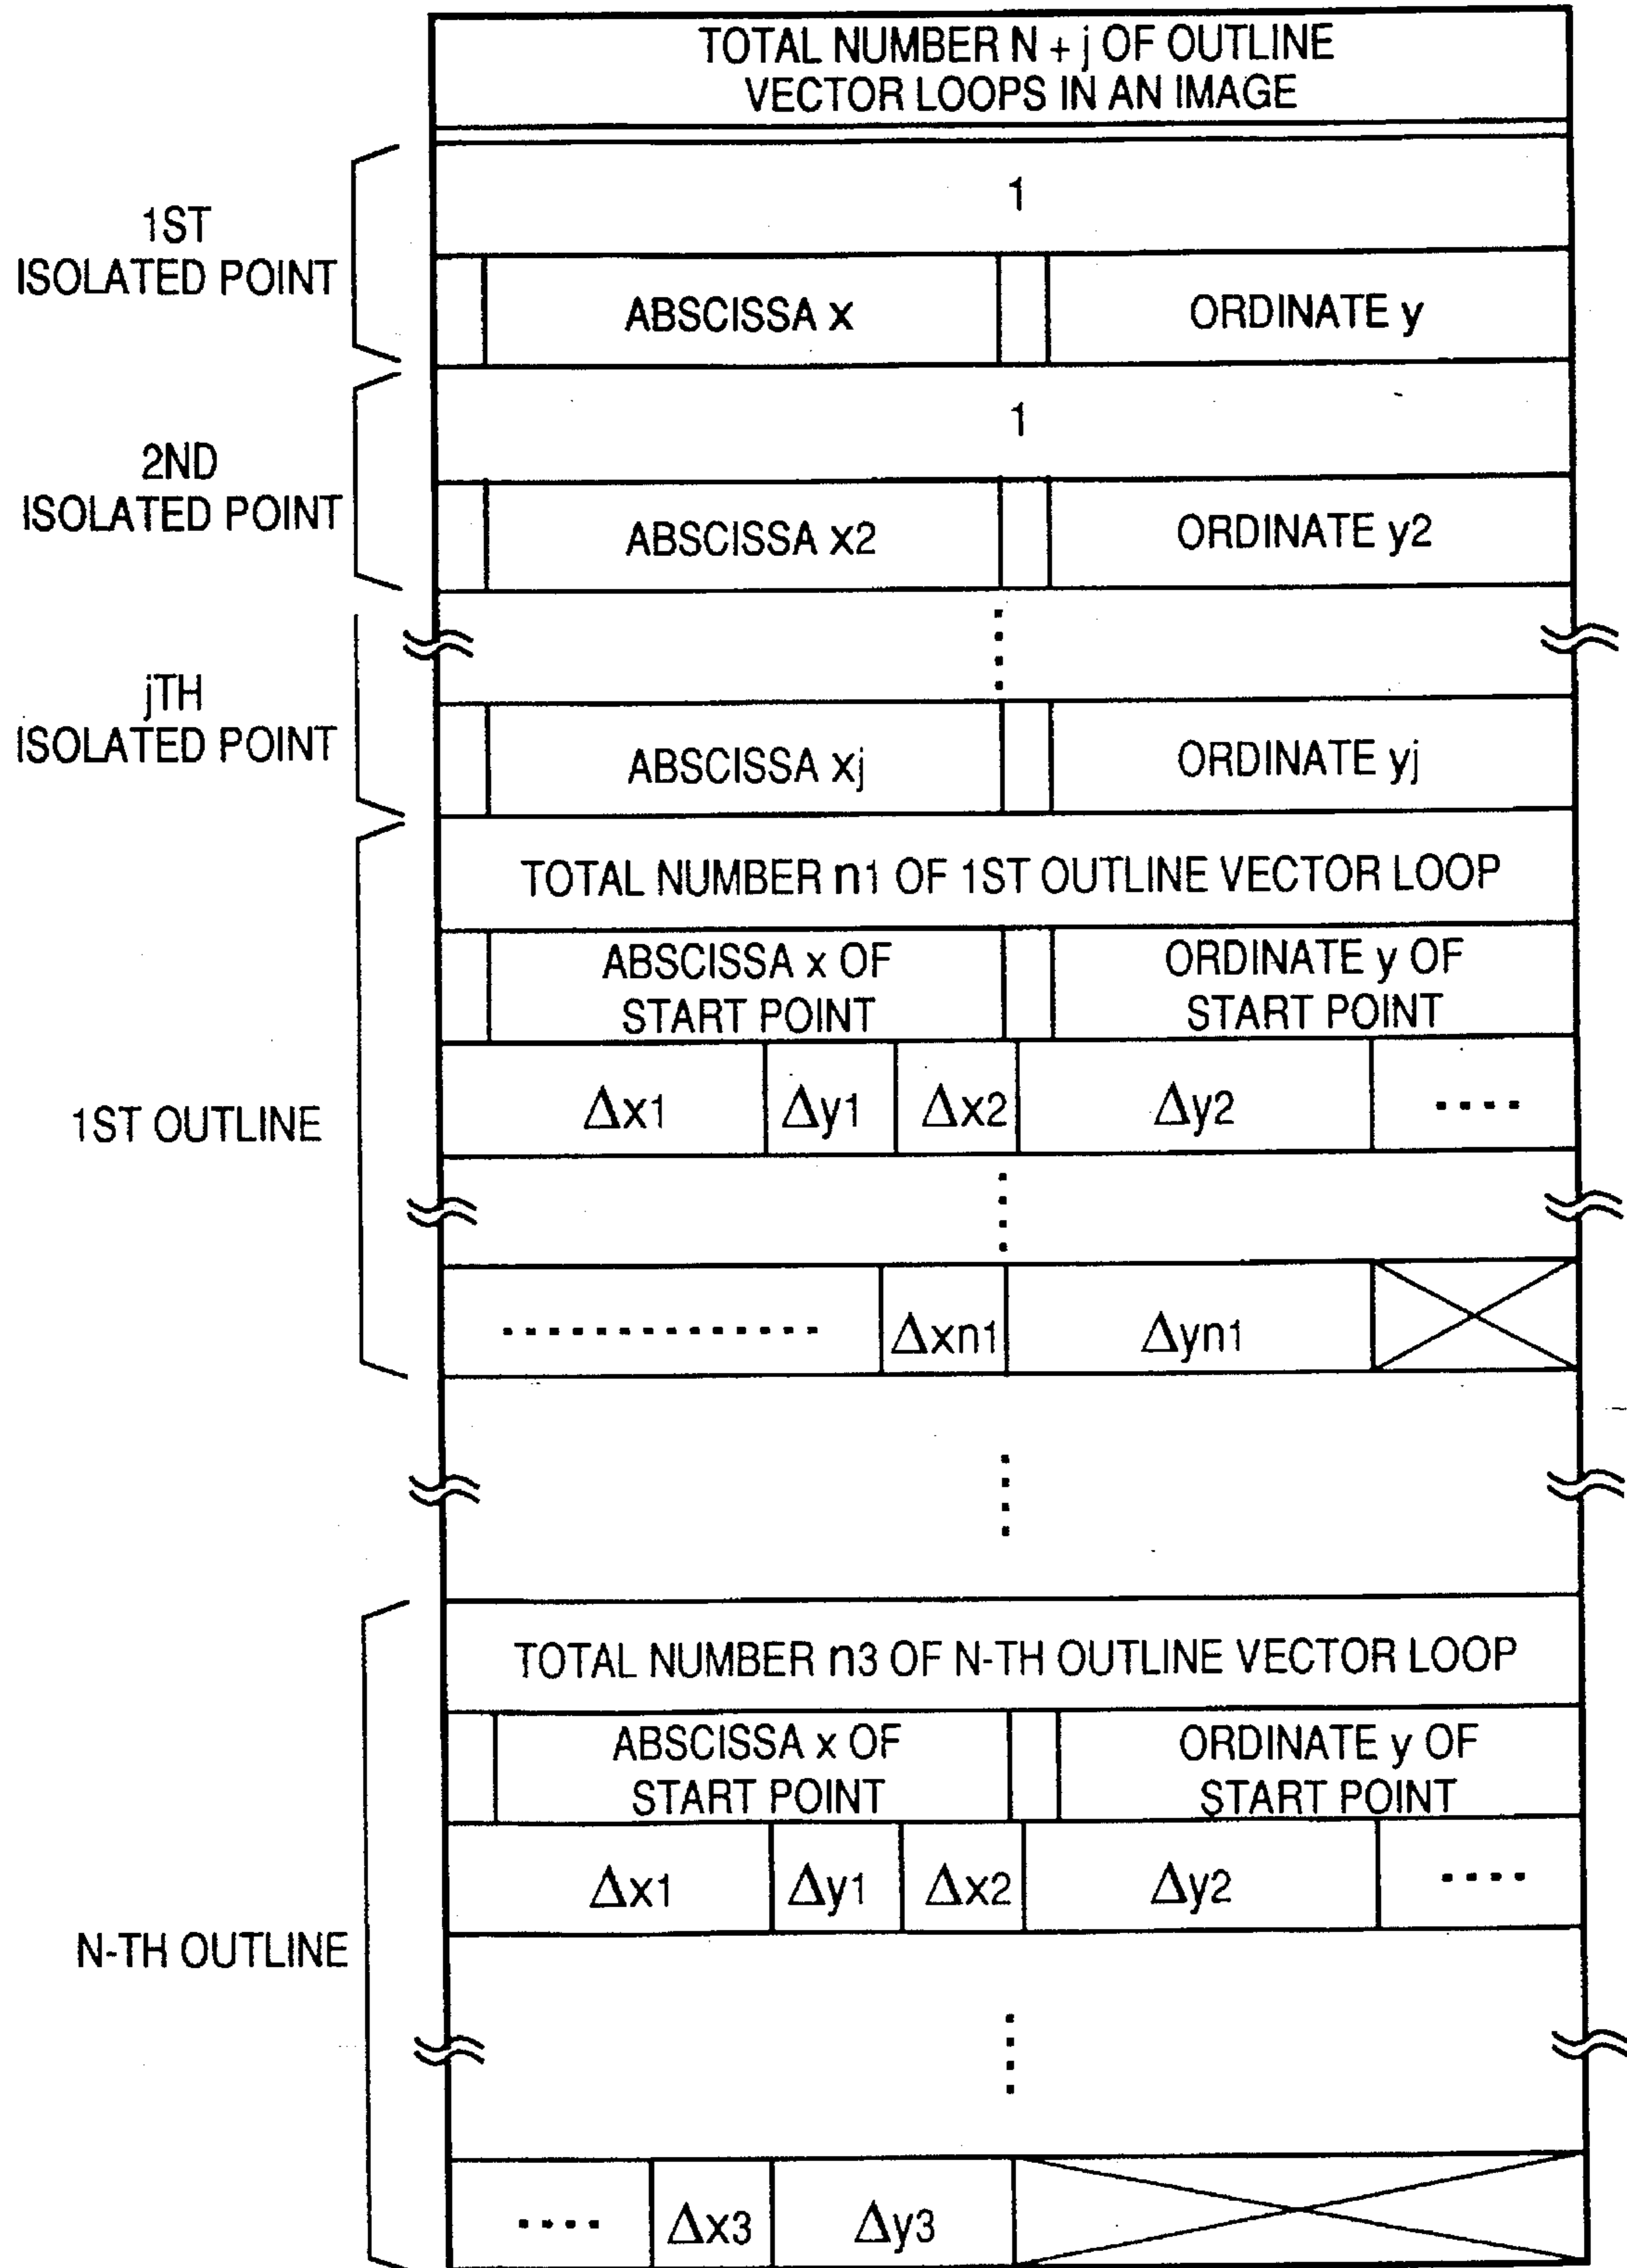 TOTAL NUMBER N + j OF OUTLINE
VECTOR LOOPS IN AN IMAGE
1ST
ISOLATED POINT
1
ABSCISSA x
ORDINATE y
2ND
ISOLATED POINT
1
ABSCISSA x2
ORDINATE y2
jTH
ISOLATED POINT
ABSCISSA xj
ORDINATE yj
1ST OUTLINE
TOTAL NUMBER n1 OF 1ST OUTLINE VECTOR LOOP
ABSCISSA x OF
START POINT
ORDINATE y OF
START POINT
Δx1
Δy1
Δx2
Δy2
....
..............
Δxn1
Δyn1
N-TH OUTLINE
TOTAL NUMBER n3 OF N-TH OUTLINE VECTOR LOOP
ABSCISSA x OF
START POINT
ORDINATE y OF
START POINT
Δx1
Δy1
Δx2
Δy2
....
....
Δx3
Δy3